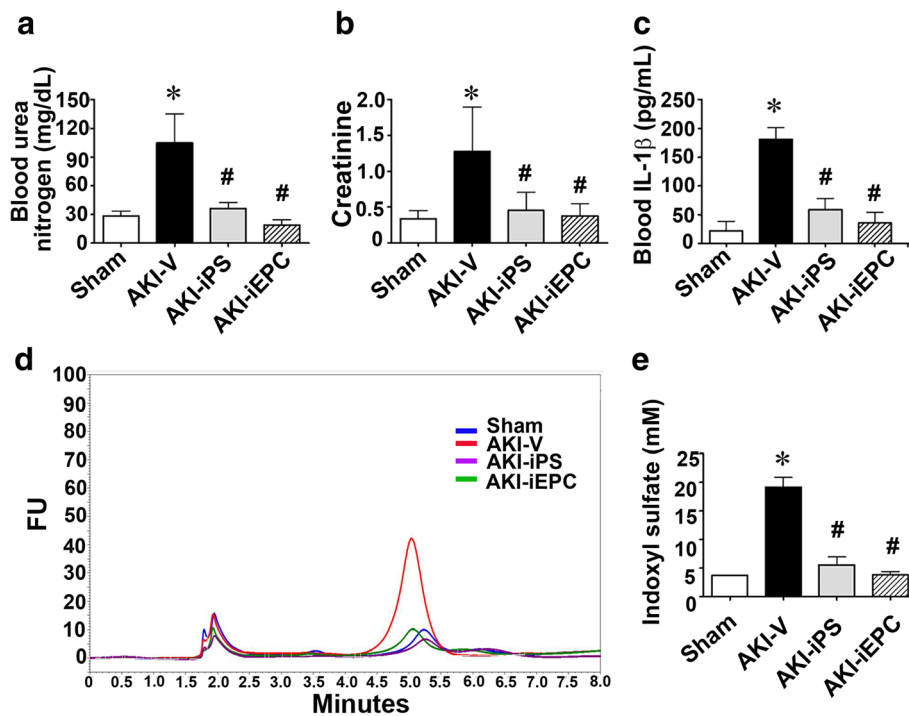 a
Blood urea
nitrogen (mg/dL)
150
120
90
60
30
0
*
#
#
Sham
AKI-V
AKI-iPS
AKI-iEPC
b
Creatinine
2.0
1.5
1.0
0.5
0
*
#
#
Sham
AKI-V
AKI-iPS
AKI-iEPC
c
Blood IL-1β (pg/mL)
250
200
150
250
50
0
*
#
#
Sham
AKI-V
AKI-iPS
AKI-iEPC
d
FU
100
90
80
70
60
50
40
30
20
10
0
Sham
AKI-V
AKI-iPS
AKI-iEPC
0 0.5 1.0 1.5 2.0 2.5 3.0 3.5 4.0 4.5 5.0 5.5 6.0 6.5 7.0 7.5 8.0
Minutes
e
Indoxyl sulfate (mM)
25
20
15
10
5
0
*
#
#
Sham
AKI-V
AKI-iPS
AKI-iEPC